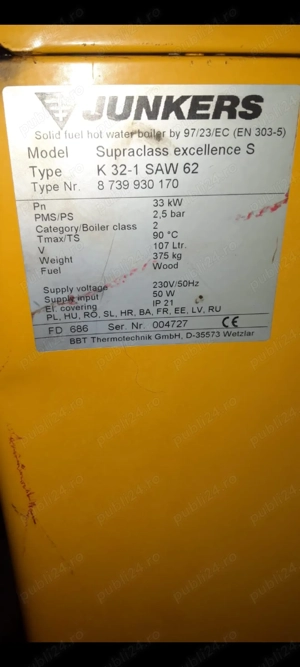 JUNKERS
Solid fuel hot water boiler by 97/23/EC (EN 303-5)
Model Supraclass excellence S
Type K 32-1 SAW 62
Type Nr. 8 739 930 170
Pn 33 kW
PMS/PS 2,5 bar
Category/Boiler class 2
Tmax/TS 90 °C
V 107 Ltr.
Weight 375 kg
Fuel Wood
Supply voltage 230V/50Hz
Supply input 50 W
El. covering IP 21
PL, HU, RO, SL, HR, BA, FR, EE, LV, RU
FD 686 Ser. Nr. 004727 CE
BBT Thermotechnik GmbH, D-35573 Wetzlar
publi24.ro